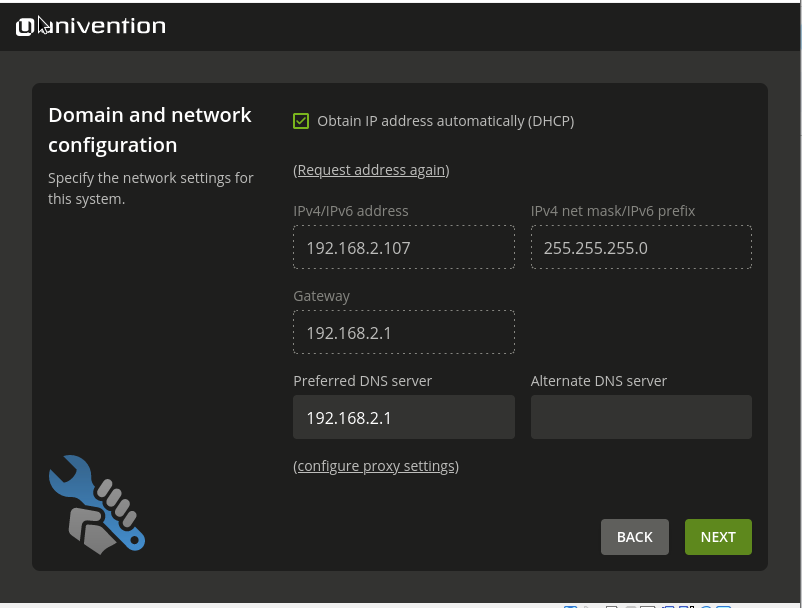 univention
Domain and network
configuration
Specify the network settings for
this system.
Obtain IP address automatically (DHCP)
(Request address again)
IPv4/IPv6 address
IPv4 net mask/IPv6 prefix
192.168.2.107
255.255.255.0
Gateway
192.168.2.1
Preferred DNS server
Alternate DNS server
192.168.2.1
(configure proxy settings)
BACK
NEXT